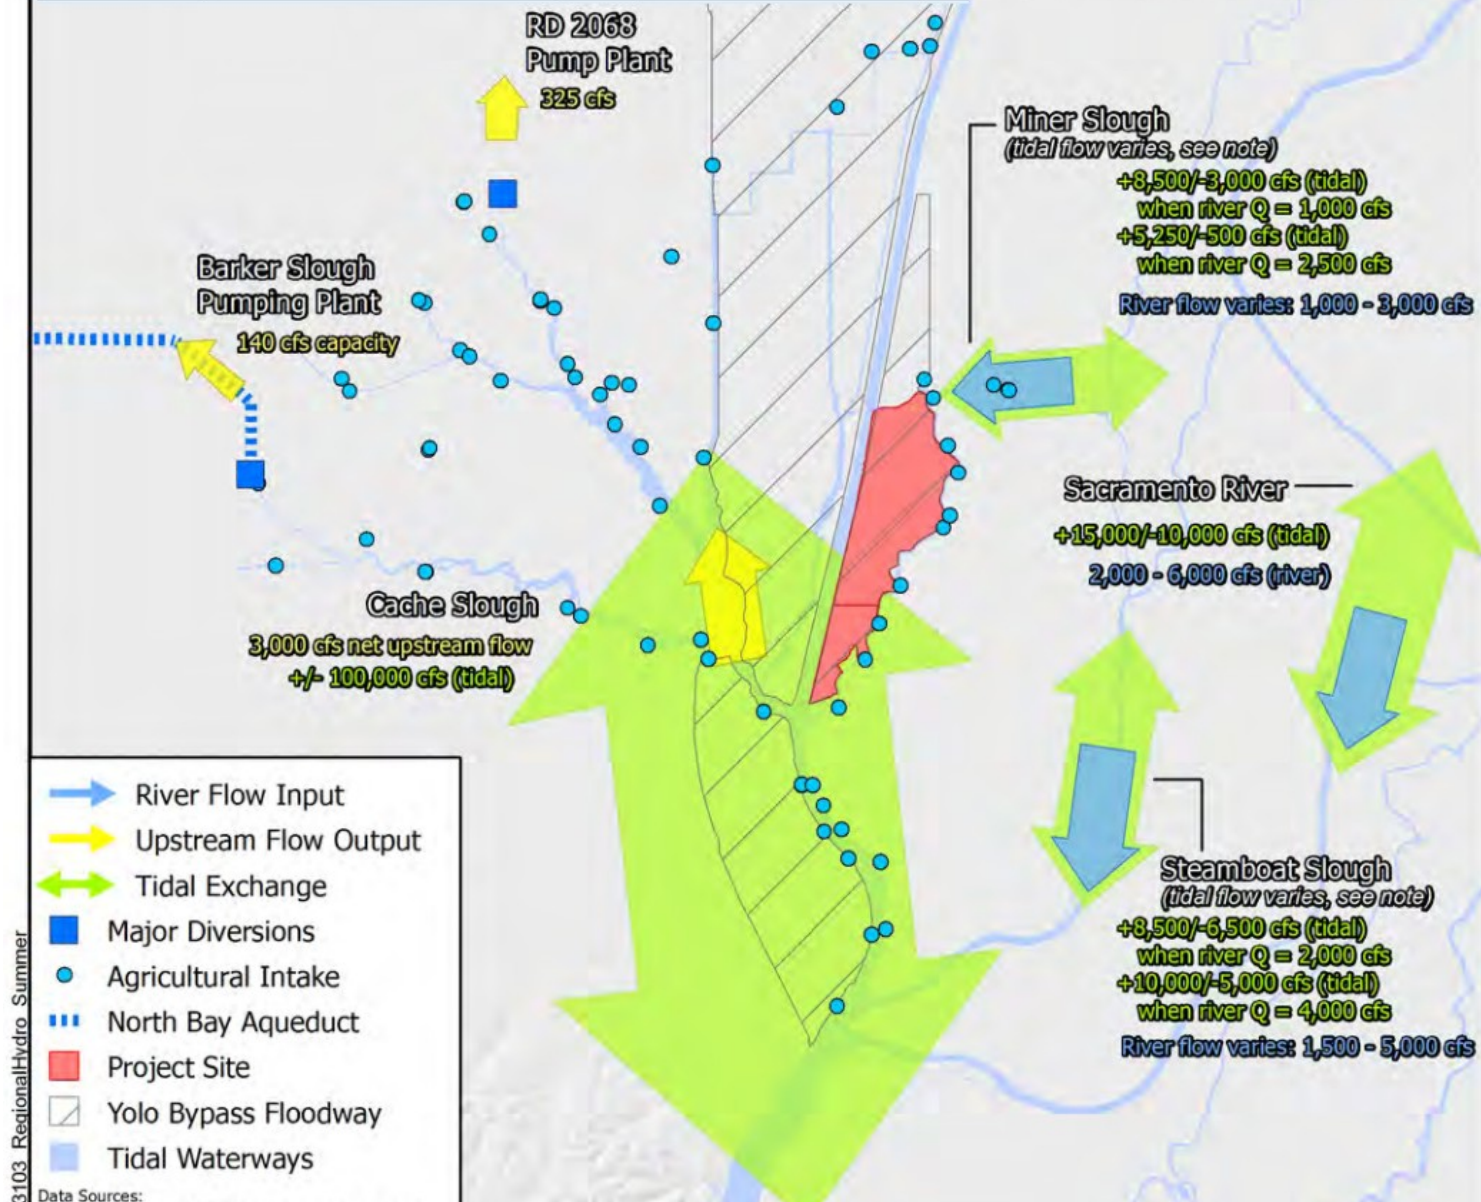 RD 2068
Pump Plant
325 cfs
Miner Slough
(tidal flow varies, see note)
+8,500/-3,000 cfs (tidal)
when river Q = 1,000 cfs
+5,250/-500 cfs (tidal)
when river Q = 2,500 cfs
River flow varies: 1,000 - 3,000 cfs
Barker Slough
Pumping Plant
140 cfs capacity
Sacramento River
+15,000/-10,000 cfs (tidal)
2,000 - 6,000 cfs (river)
Cache Slough
3,000 cfs net upstream flow
+/- 100,000 cfs (tidal)
Steamboat Slough
(tidal flow varies, see note)
+8,500/-6,500 cfs (tidal)
when river Q = 2,000 cfs
+10,000/-5,000 cfs (tidal)
when river Q = 4,000 cfs
River flow varies: 1,500 - 5,000 cfs
River Flow Input
Upstream Flow Output
Tidal Exchange
Major Diversions
Agricultural Intake
North Bay Aqueduct
Project Site
Yolo Bypass Floodway
Tidal Waterways
Data Sources:
3103_RegionalHydro_Summer